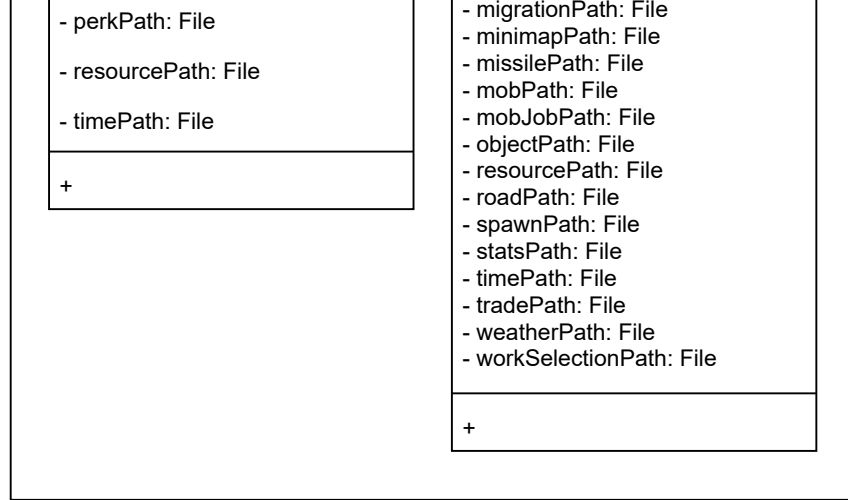 - perkPath: File
- resourcePath: File
- timePath: File
+
- migrationPath: File
- minimapPath: File
- missilePath: File
- mobPath: File
- mobJobPath: File
- objectPath: File
- resourcePath: File
- roadPath: File
- spawnPath: File
- statsPath: File
- timePath: File
- tradePath: File
- weatherPath: File
- workSelectionPath: File
+